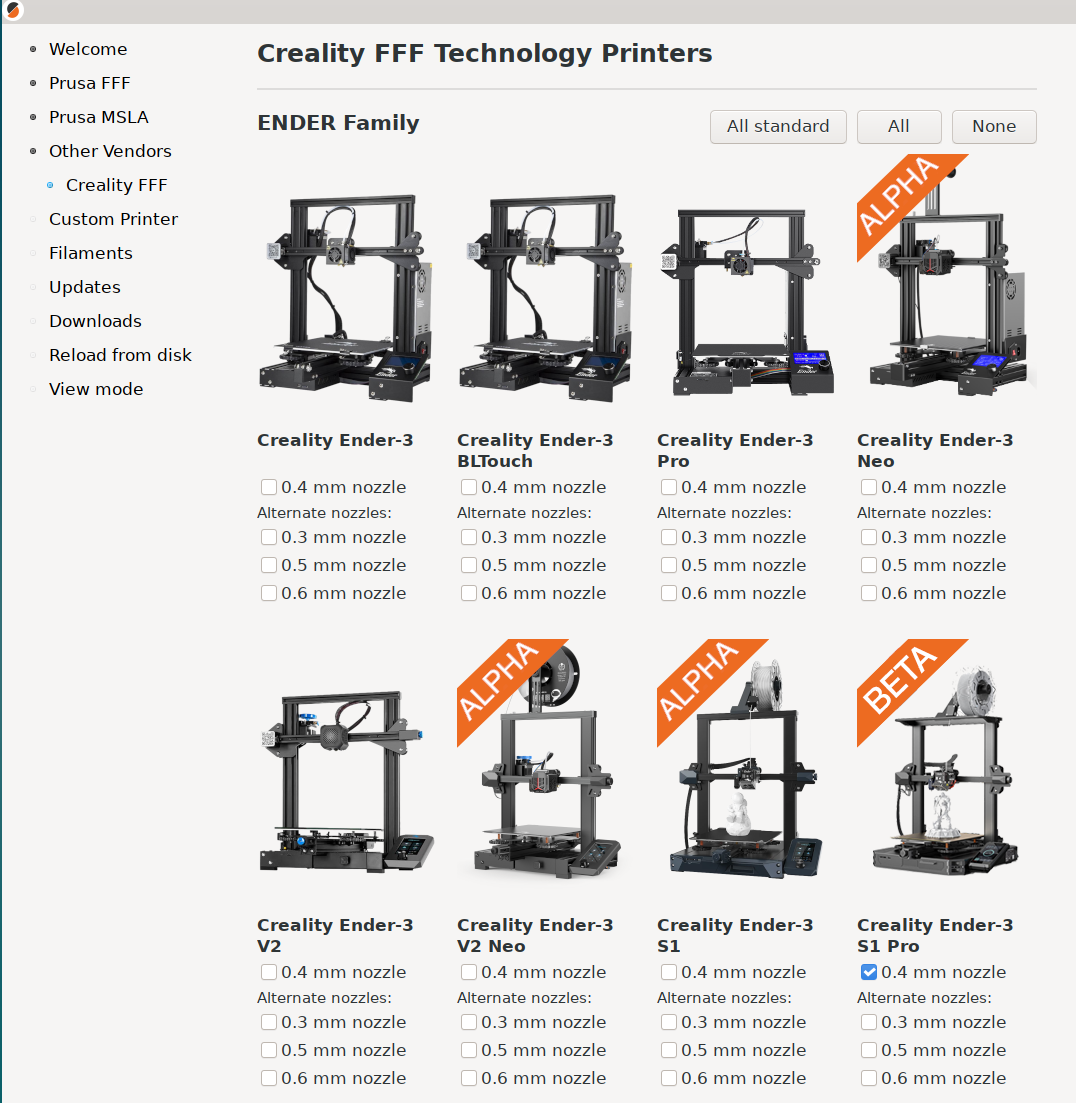 Welcome
Prusa FFF
Prusa MSLA
Other Vendors
Creality FFF
Custom Printer
Filaments
Updates
Downloads
Reload from disk
View mode
Creality FFF Technology Printers
ENDER Family
All standard
All
None
ALPHA
Creality Ender-3
Creality Ender-3
BLTouch
Creality Ender-3
Pro
Creality Ender-3
Neo
0.4 mm nozzle
0.4 mm nozzle
0.4 mm nozzle
0.4 mm nozzle
Alternate nozzles:
Alternate nozzles:
Alternate nozzles:
Alternate nozzles:
0.3 mm nozzle
0.3 mm nozzle
0.3 mm nozzle
0.3 mm nozzle
0.5 mm nozzle
0.5 mm nozzle
0.5 mm nozzle
0.5 mm nozzle
0.6 mm nozzle
0.6 mm nozzle
0.6 mm nozzle
0.6 mm nozzle
ALPHA
ALPHA
BETA
Creality Ender-3
V2
Creality Ender-3
V2 Neo
Creality Ender-3
S1
Creality Ender-3
S1 Pro
0.4 mm nozzle
0.4 mm nozzle
0.4 mm nozzle
0.4 mm nozzle
Alternate nozzles:
Alternate nozzles:
Alternate nozzles:
Alternate nozzles:
0.3 mm nozzle
0.3 mm nozzle
0.3 mm nozzle
0.3 mm nozzle
0.5 mm nozzle
0.5 mm nozzle
0.5 mm nozzle
0.5 mm nozzle
0.6 mm nozzle
0.6 mm nozzle
0.6 mm nozzle
0.6 mm nozzle